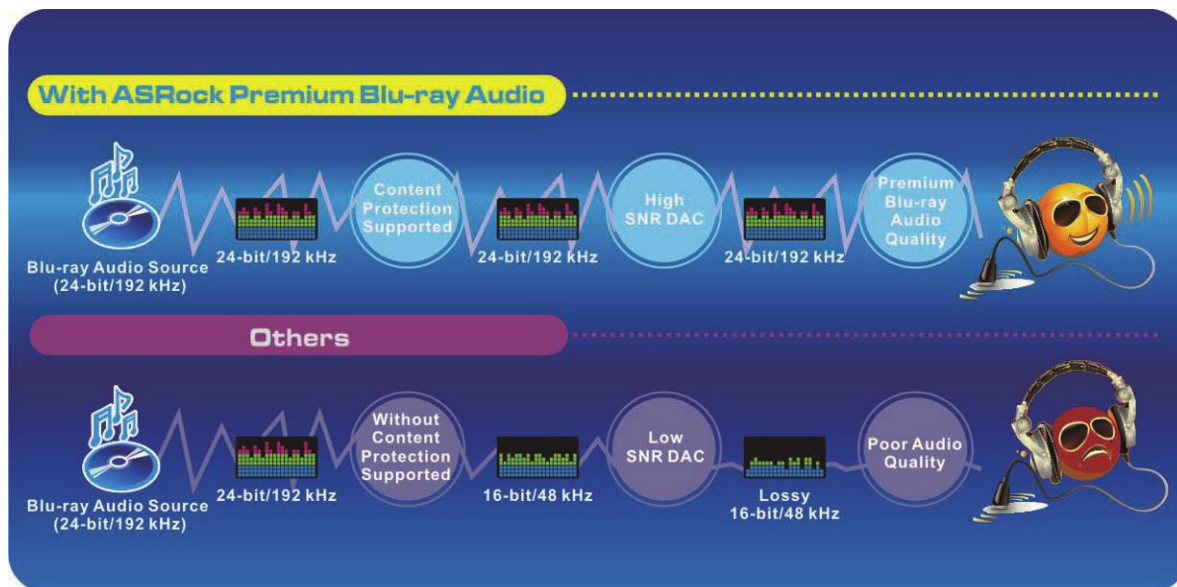 With ASRock Premium Blu-ray Audio
Blu-ray Audio Source
(24-bit/192 kHz)
24-bit/192 kHz
Content
Protection
Supported
24-bit/192 kHz
High
SNR DAC
24-bit/192 kHz
Premium
Blu-ray
Audio
Quality
Others
Blu-ray Audio Source
(24-bit/192 kHz)
24-bit/192 kHz
Without
Content
Protection
Supported
16-bit/48 kHz
Low
SNR DAC
Lossy
16-bit/48 kHz
Poor Audio
Quality